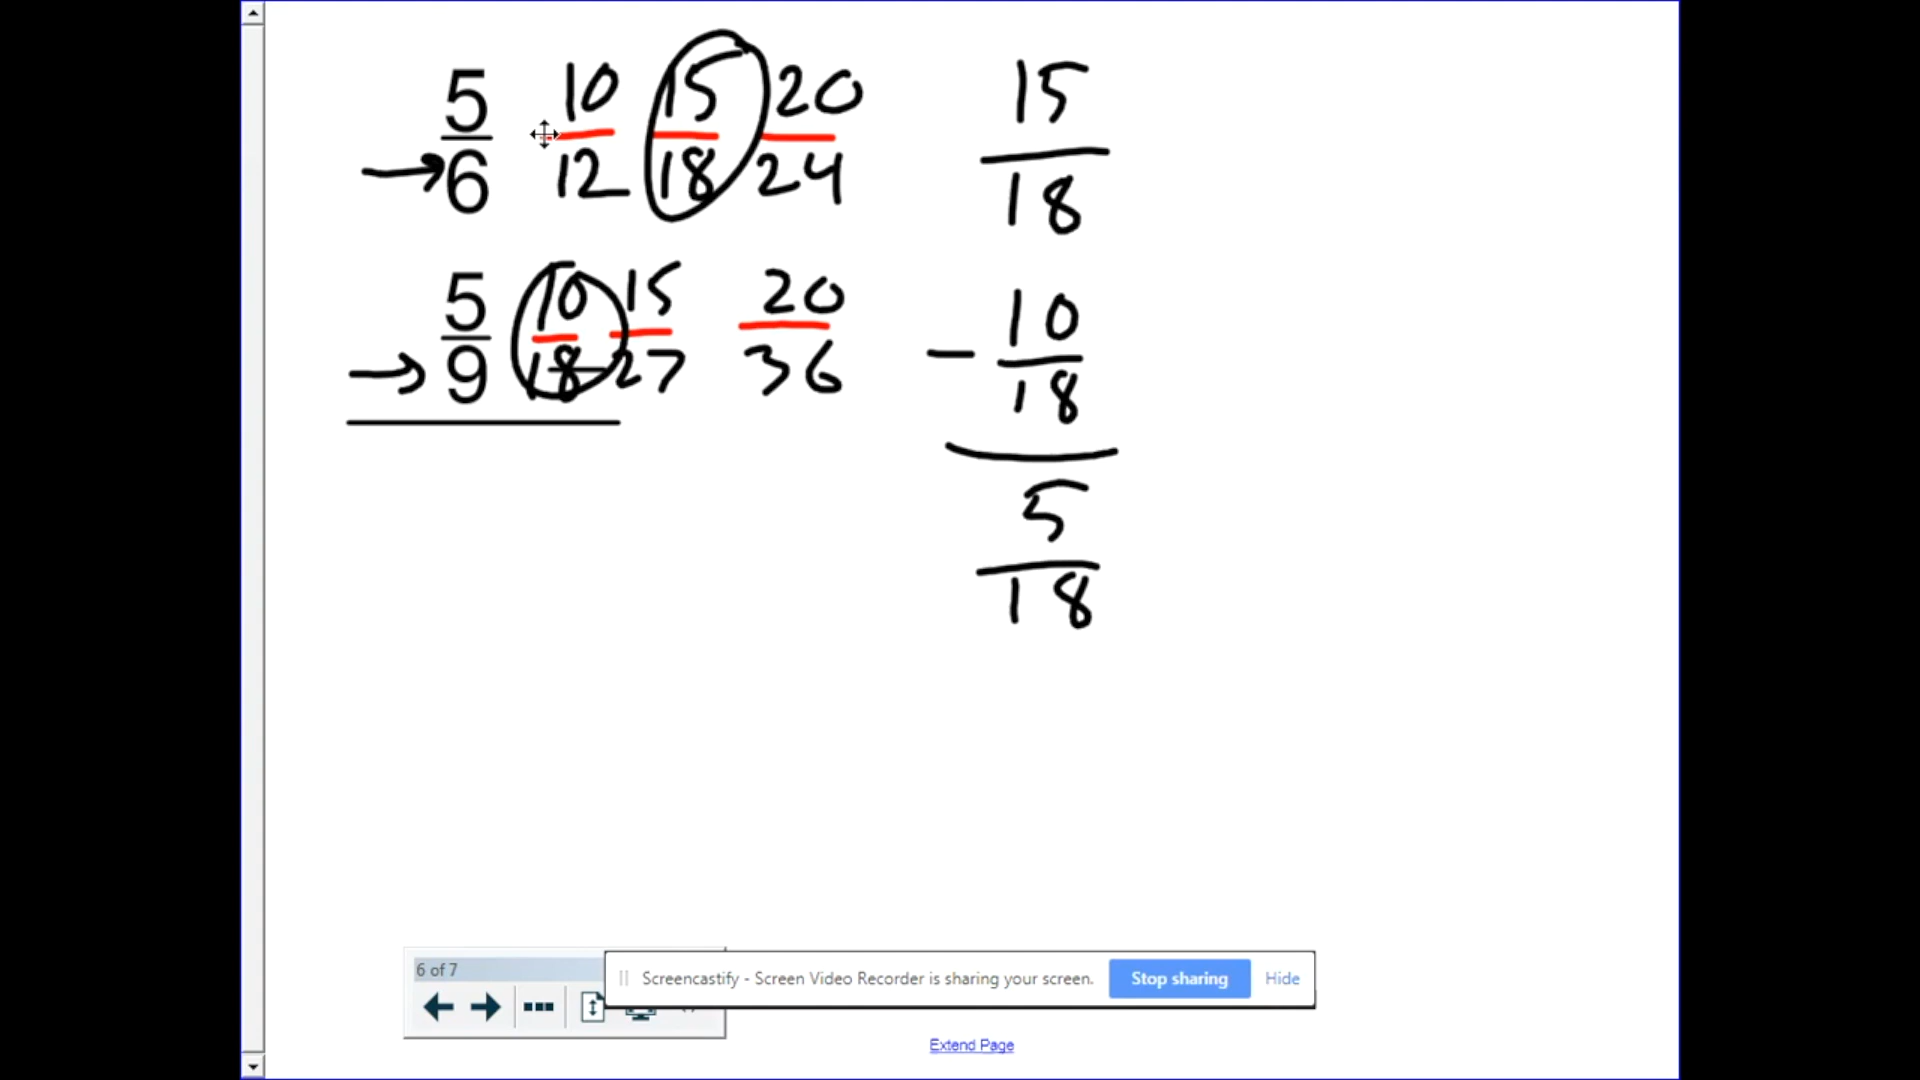 5 10 15 20
6 12 18 24
5 10 15 20
9 18 27 36
15
18
- 10
18
5
18
6 of 7
Screencastify - Screen Video Recorder is sharing your screen. Stop sharing Hide
Extend Page